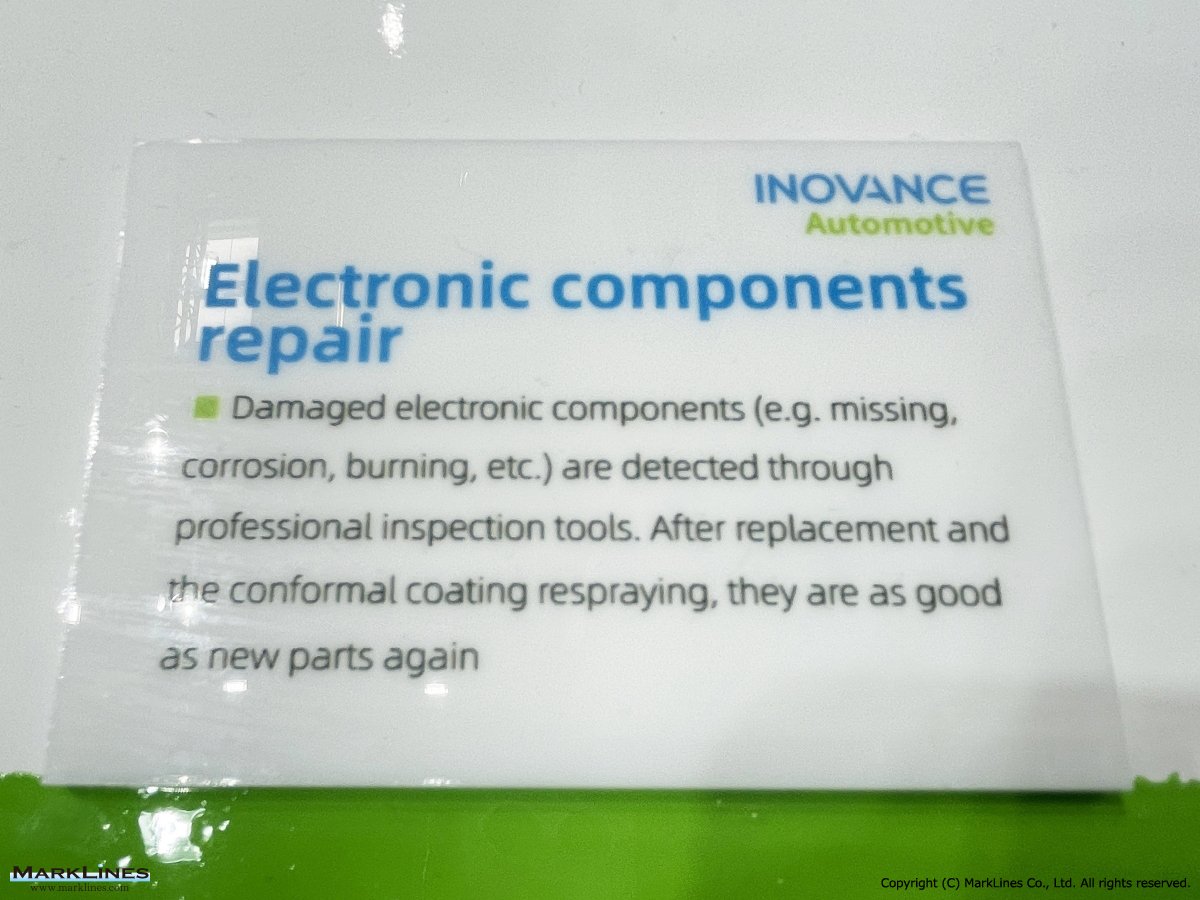 INOVANCE
Automotive
Electronic components
repair
Damaged electronic components (e.g. missing,
corrosion, burning, etc.) are detected through
professional inspection tools. After replacement and
the conformal coating respraying, they are as good
as new parts again
MARKLINES
www.marklines.com
Copyright (C) MarkLines Co., Ltd. All rights reserved.